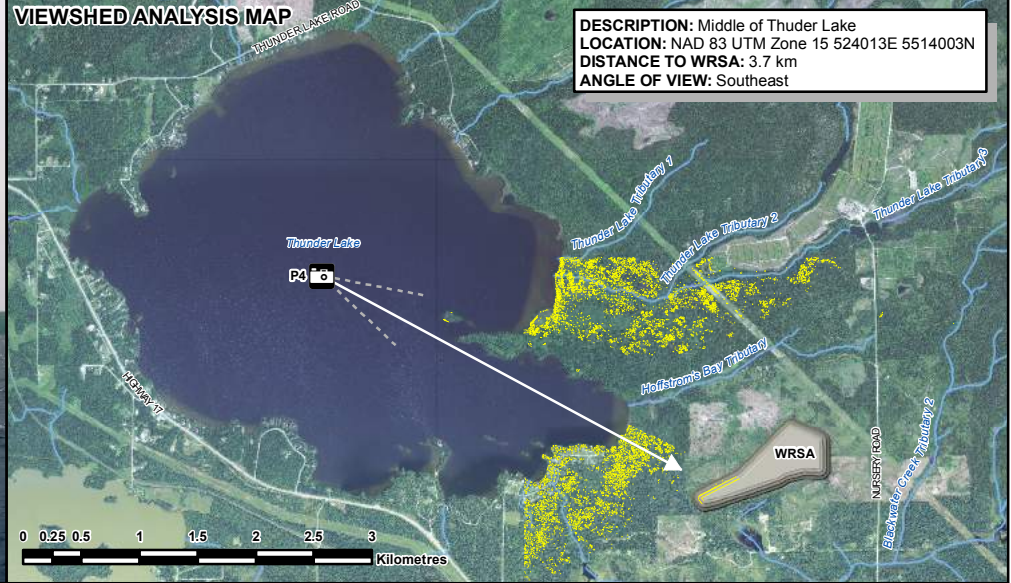 VIEWSHED ANALYSIS MAP
DESCRIPTION: Middle of Thuder Lake
LOCATION: NAD 83 UTM Zone 15 524013E 5514003N
DISTANCE TO WRSA: 3.7 km
ANGLE OF VIEW: Southeast
THUNDER LAKE ROAD
Thunder Lake Tributary 1
Thunder Lake Tributary 2
Thunder Lake Tributary3
Thunder Lake
P4
Hoffstrom's Bay Tributary
HIGHWAY 17
WRSA
NURSERY ROAD
Blackwater Creek Tributary 2
0 0.25 0.5 1 1.5 2 2.5 3
Kilometres